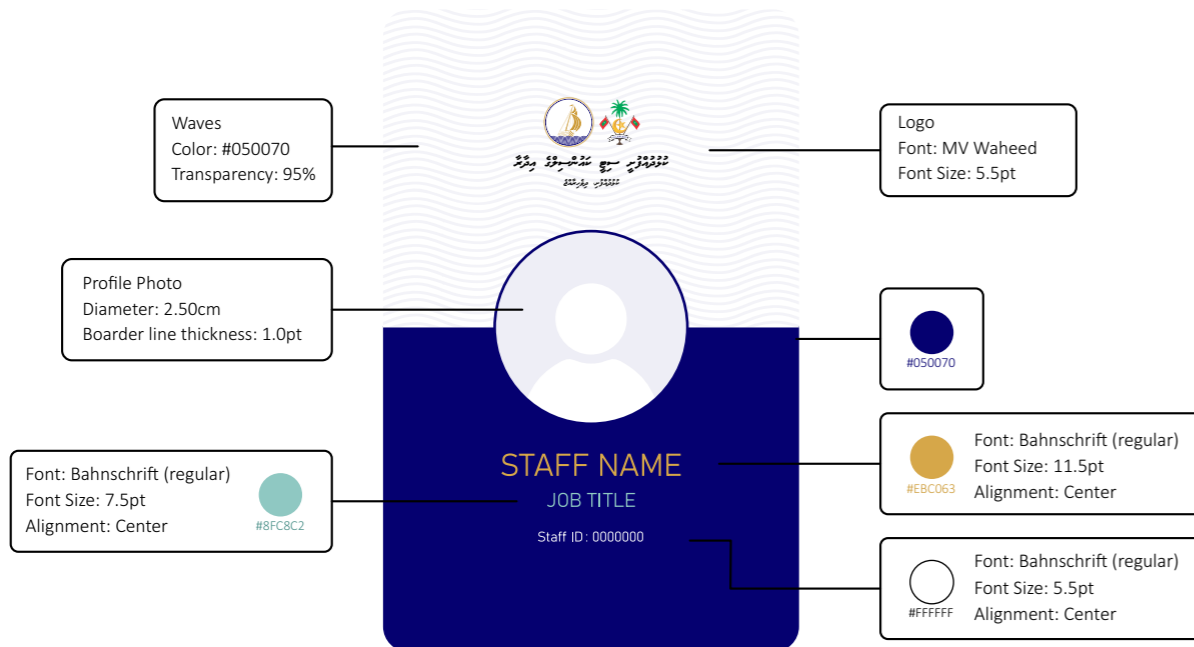 Waves
Color: #050070
Transparency: 95%
Logo
Font: MV Waheed
Font Size: 5.5pt
ކުޅުދުއްފުށީ ސިޓީ ކައުންސިލްގެ އިދާރާ
ކުޅުދުއްފުށި، ދިވެހިރާއްޖެ
Profile Photo
Diameter: 2.50cm
Boarder line thickness: 1.0pt
#050070
STAFF NAME
JOB TITLE
Staff ID: 0000000
Font: Bahnschrift (regular)
Font Size: 7.5pt
Alignment: Center
#8FC8C2
Font: Bahnschrift (regular)
Font Size: 11.5pt
Alignment: Center
#EBC063
Font: Bahnschrift (regular)
Font Size: 5.5pt
Alignment: Center
#FFFFFF